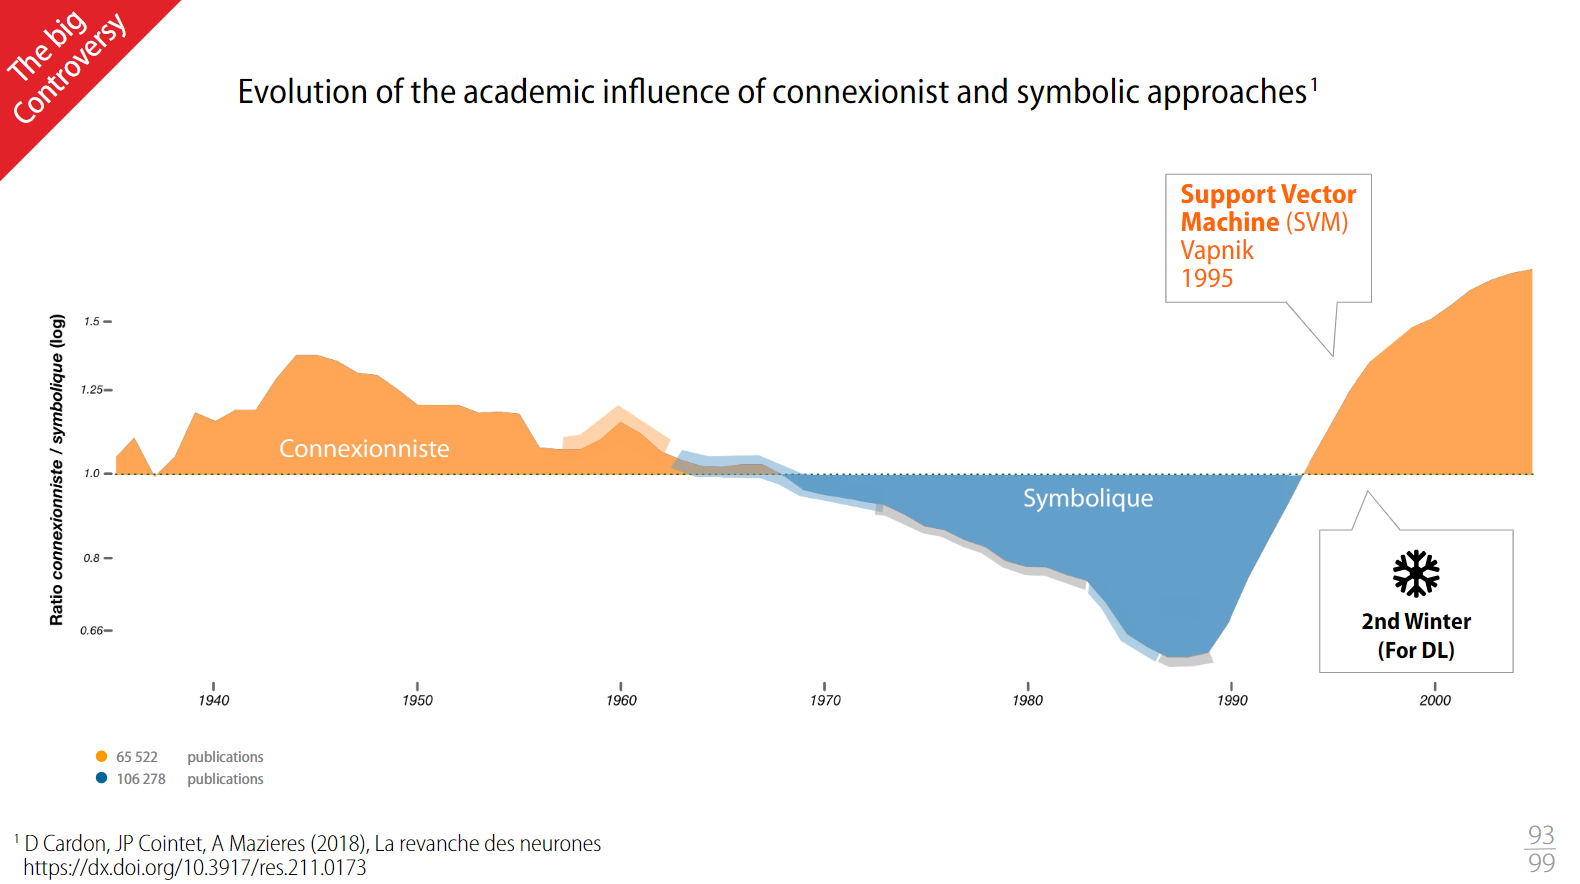 The big
Controversy
Evolution of the academic influence of connexionist and symbolic approaches¹
Support Vector
Machine (SVM)
Vapnik
1995
Ratio connexionniste / symbolique (log)
1.5
1.25
1.0
0.8
0.66
Connexionniste
Symbolique
2nd Winter
(For DL)
1940 1950 1960 1970 1980 1990 2000
65 522 publications
106 278 publications
¹ D Cardon, JP Cointet, A Mazieres (2018), La revanche des neurones
https://dx.doi.org/10.3917/res.211.0173
93
99